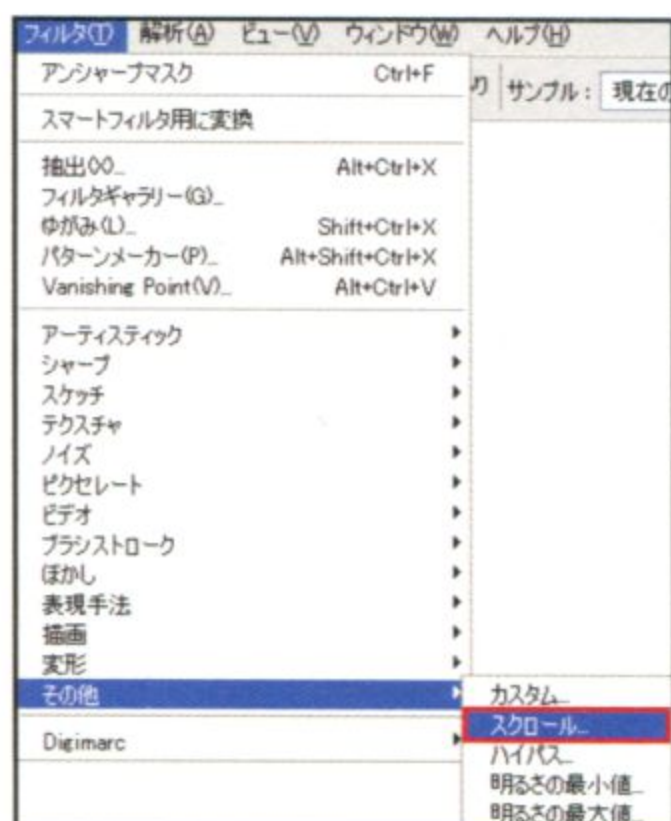 フィルタ(T) 解析(A) ビュー(V) ウィンドウ(W) ヘルプ(H)
アンシャープマスク Ctrl+F
サンプル: 現在の
スマートフィルタ用に変換
抽出(X)... Alt+Ctrl+X
フィルタギャラリー(G)...
ゆがみ(L)... Shift+Ctrl+X
パターンメーカー(P)... Alt+Shift+Ctrl+X
Vanishing Point(V)... Alt+Ctrl+V
アーティスティック
シャープ
スケッチ
テクスチャ
ノイズ
ピクセレート
ビデオ
ブラシストローク
ぼかし
表現手法
描画
変形
その他
Digimarc
カスタム...
スクロール...
ハイパス...
明るさの最小値...
明るさの最大値...